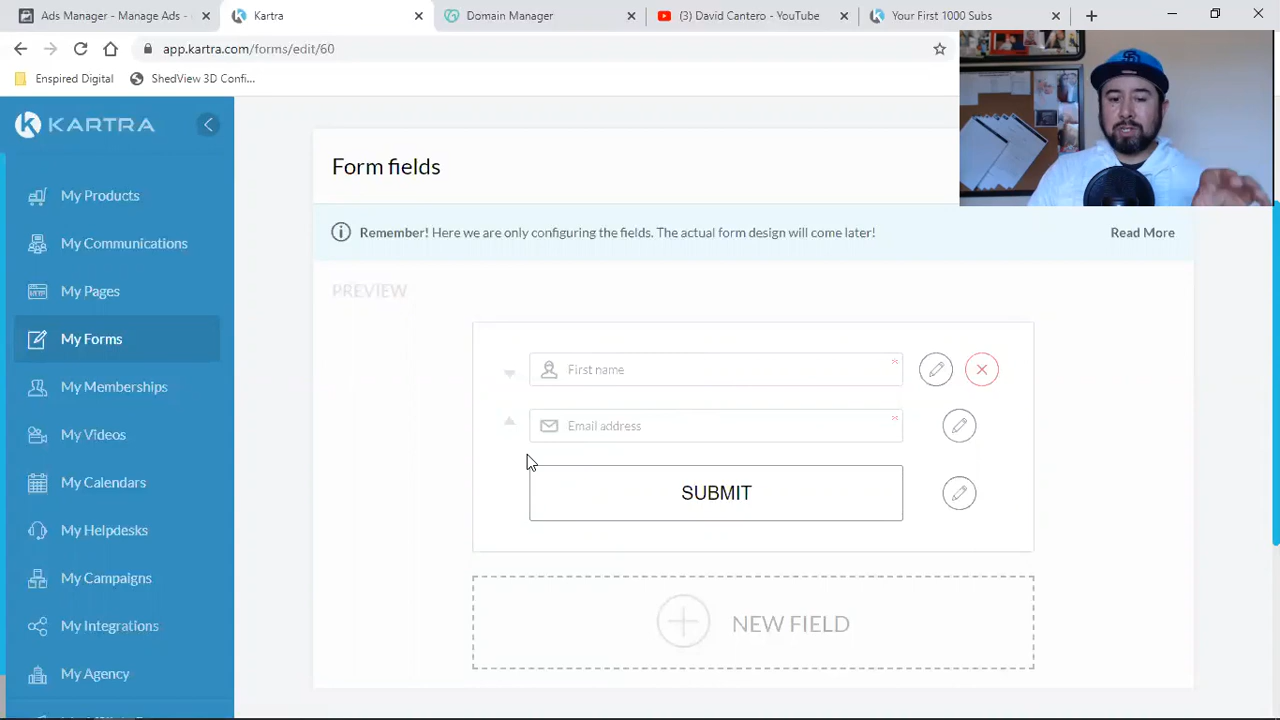 Ads Manager - Manage Ads -
Kartra
Domain Manager
(3) David Cantero - YouTube
Your First 1000 Subs
app.kartra.com/forms/edit/60
Enspired Digital
ShedView 3D Confi...
KARTRA
My Products
My Communications
My Pages
My Forms
My Memberships
My Videos
My Calendars
My Helpdesks
My Campaigns
My Integrations
My Agency
Form fields
Remember! Here we are only configuring the fields. The actual form design will come later!
Read More
PREVIEW
First name *
Email address *
SUBMIT
NEW FIELD